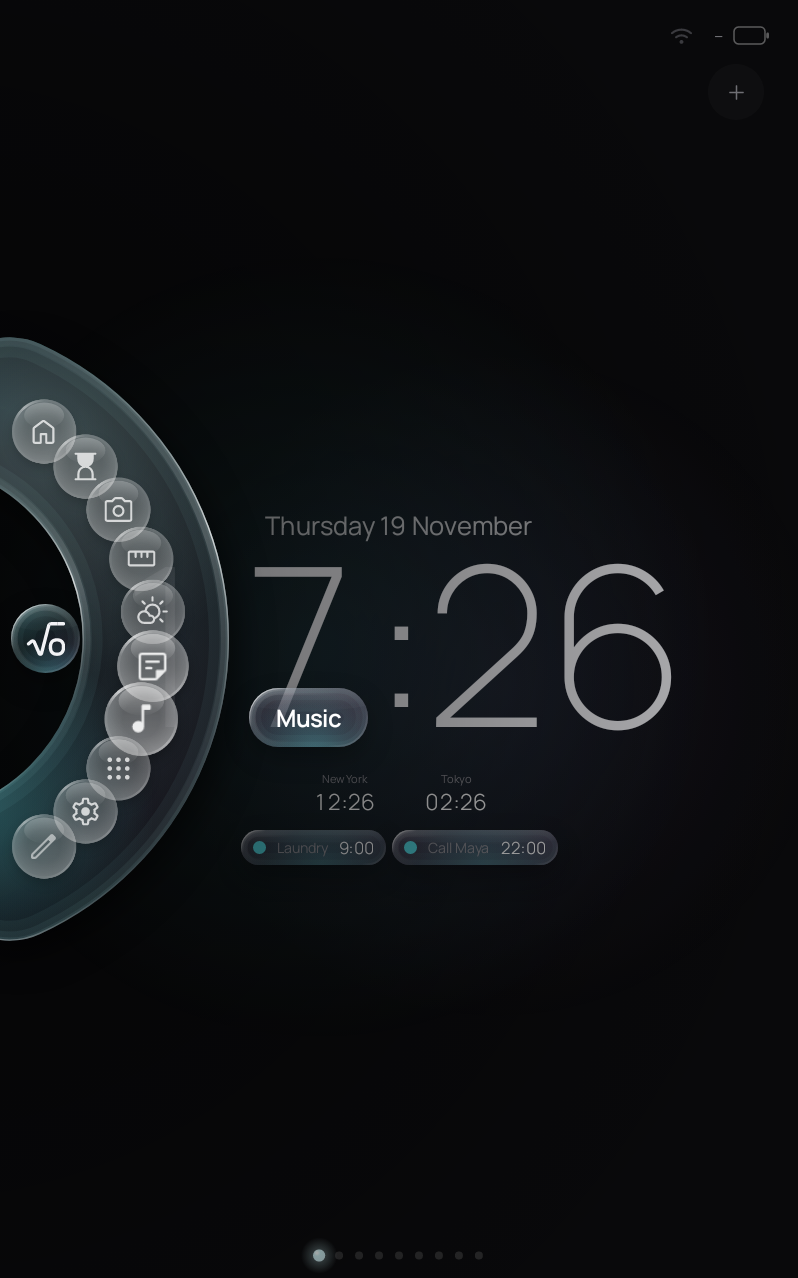 –
+
Thursday 19 November
7:26
Music
New York Tokyo
12:26 02:26
Laundry 9:00 Call Maya 22:00